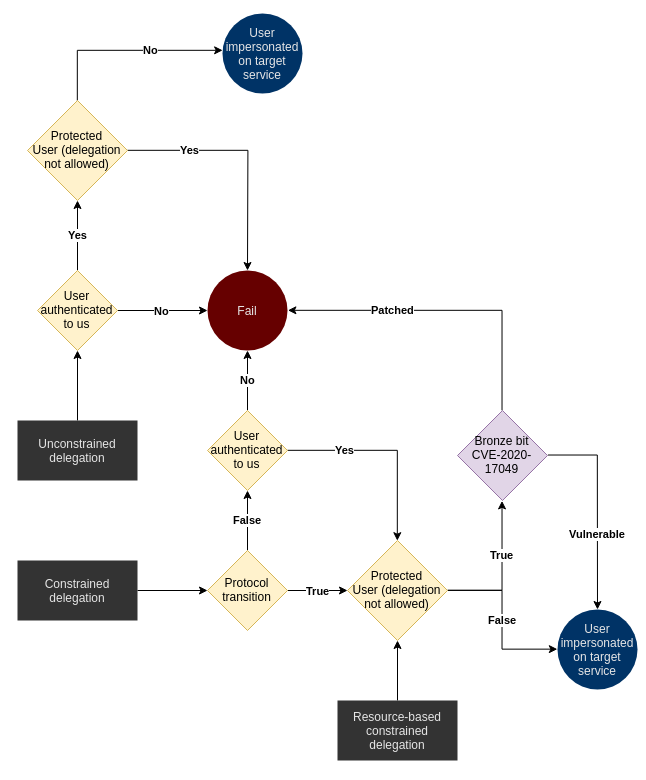 User
impersonated
on target
service
No
Protected
User (delegation
not allowed)
Yes
Yes
User
authenticated
to us
No
Fail
Patched
No
Unconstrained
delegation
User
authenticated
to us
Yes
Bronze bit
CVE-2020-
17049
False
Vulnerable
True
Constrained
delegation
Protocol
transition
True
Protected
User (delegation
not allowed)
False
User
impersonated
on target
service
Resource-based
constrained
delegation